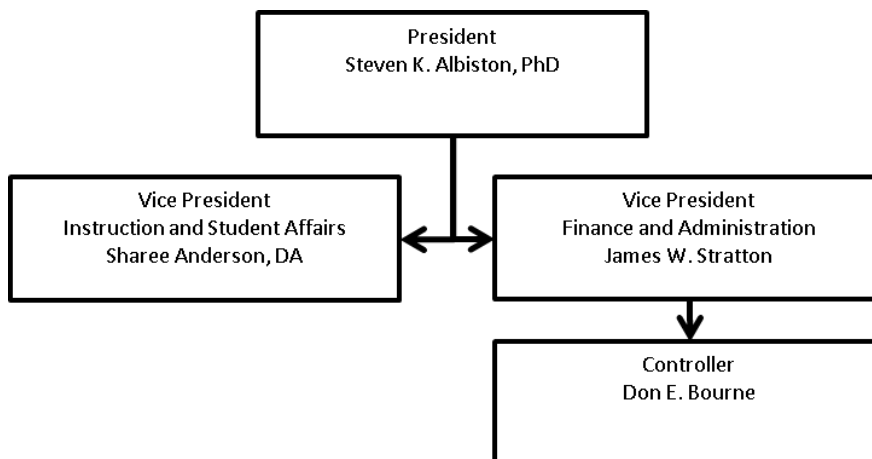 President
Steven K. Albiston, PhD
Vice President
Instruction and Student Affairs
Sharee Anderson, DA
Vice President
Finance and Administration
James W. Stratton
Controller
Don E. Bourne